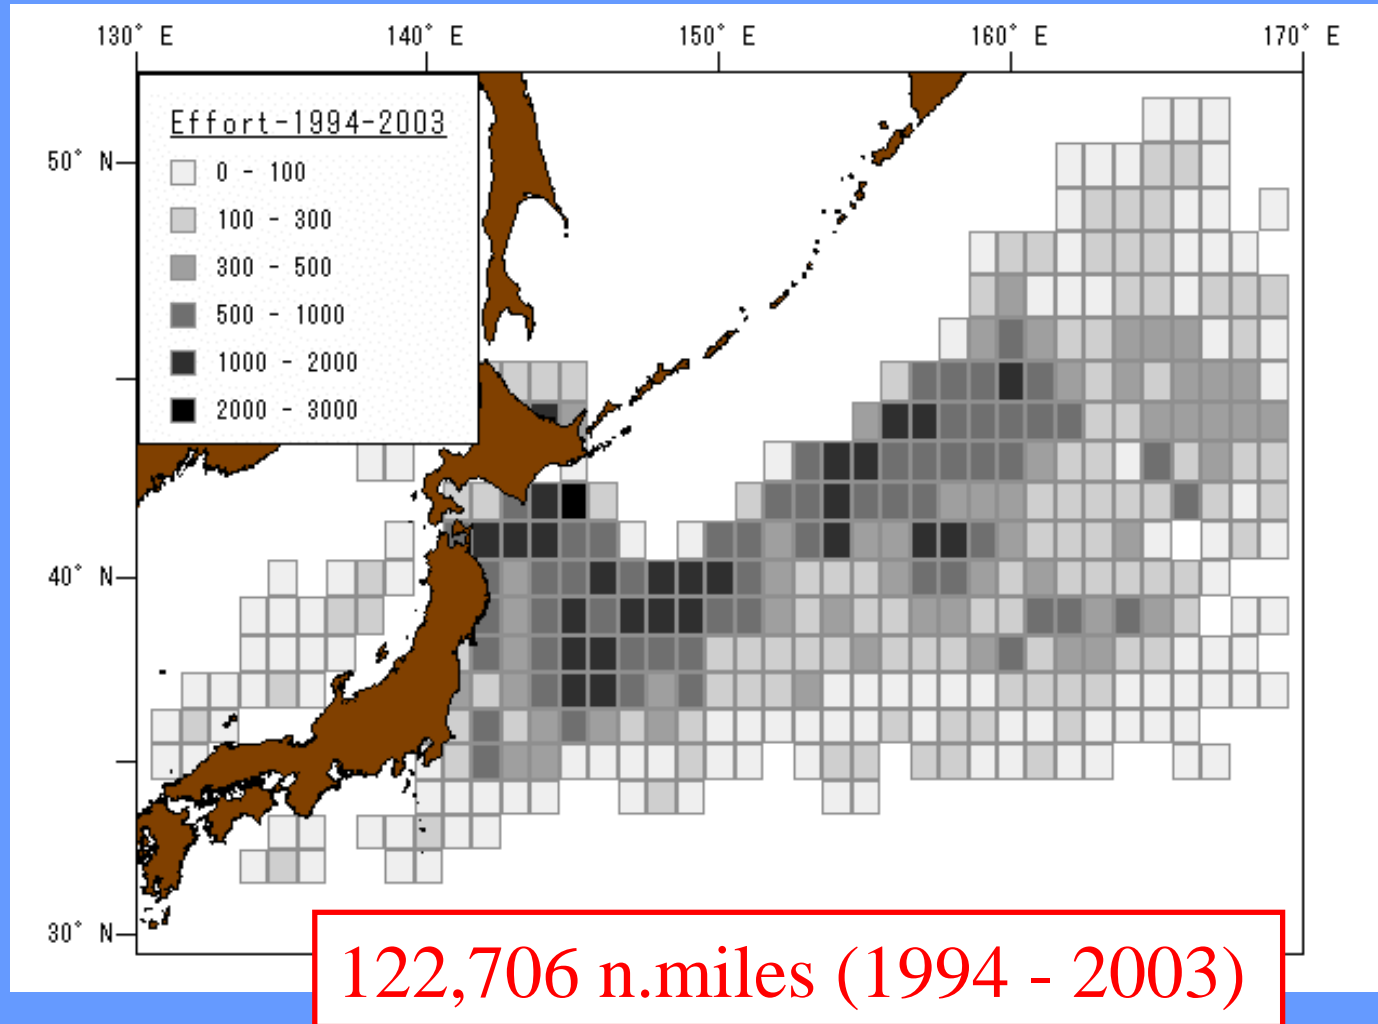 130° E 140° E 150° E 160° E 170° E
Effort-1994-2003
50° N
0 - 100
100 - 300
300 - 500
500 - 1000
1000 - 2000
2000 - 3000
40° N
30° N
122,706 n.miles (1994 - 2003)